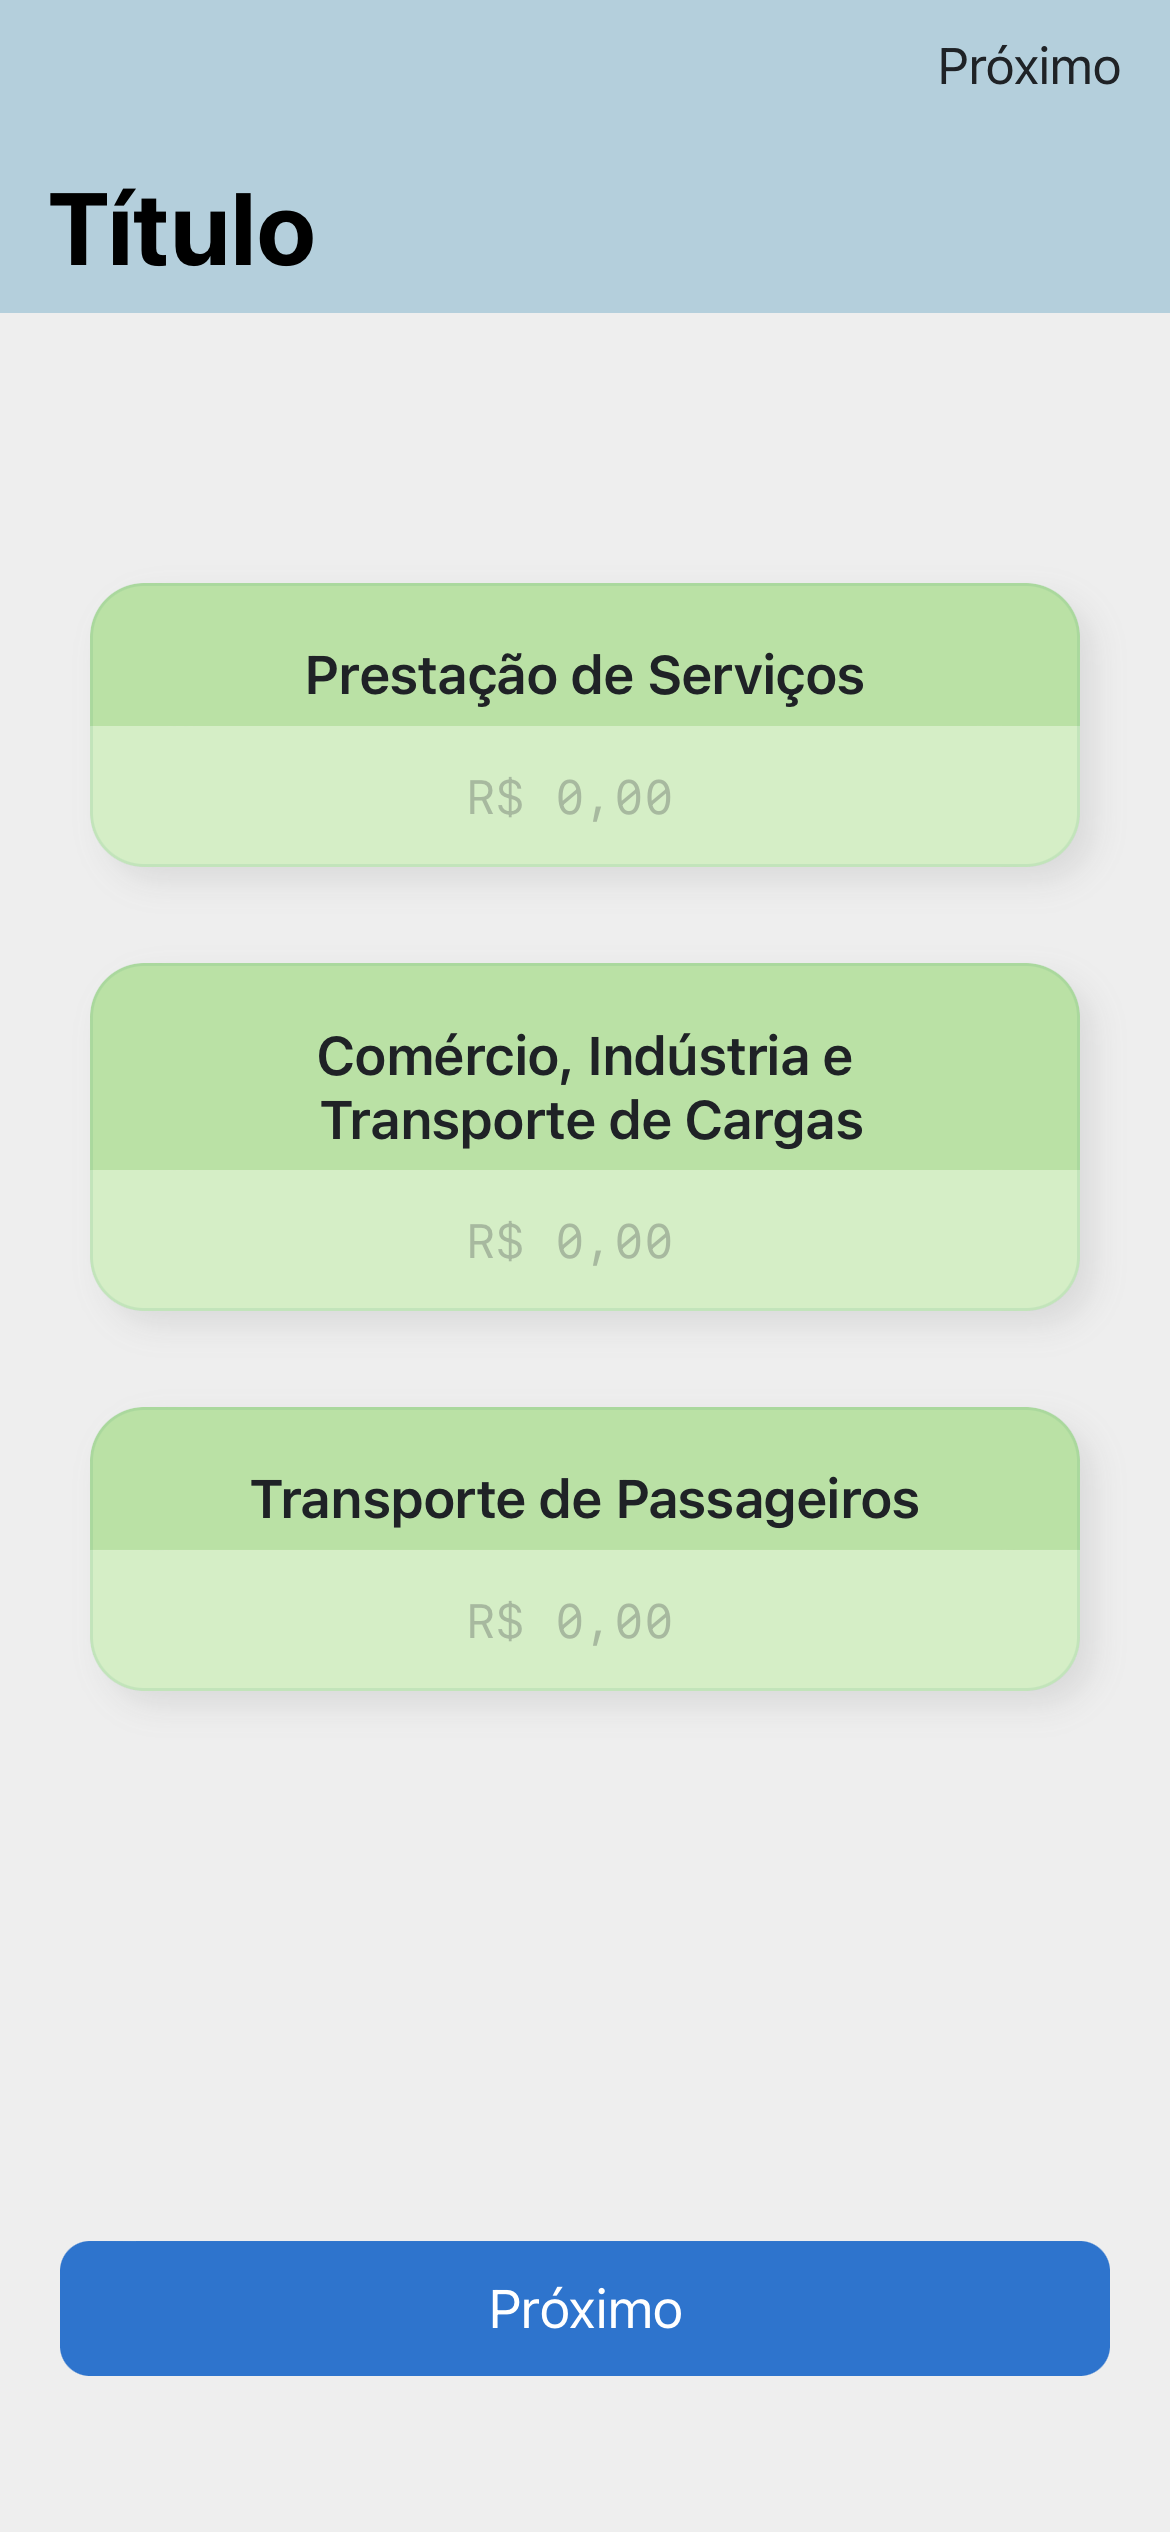 Próximo
Título
Prestação de Serviços
R$ 0,00
Comércio, Indústria e
Transporte de Cargas
R$ 0,00
Transporte de Passageiros
R$ 0,00
Próximo